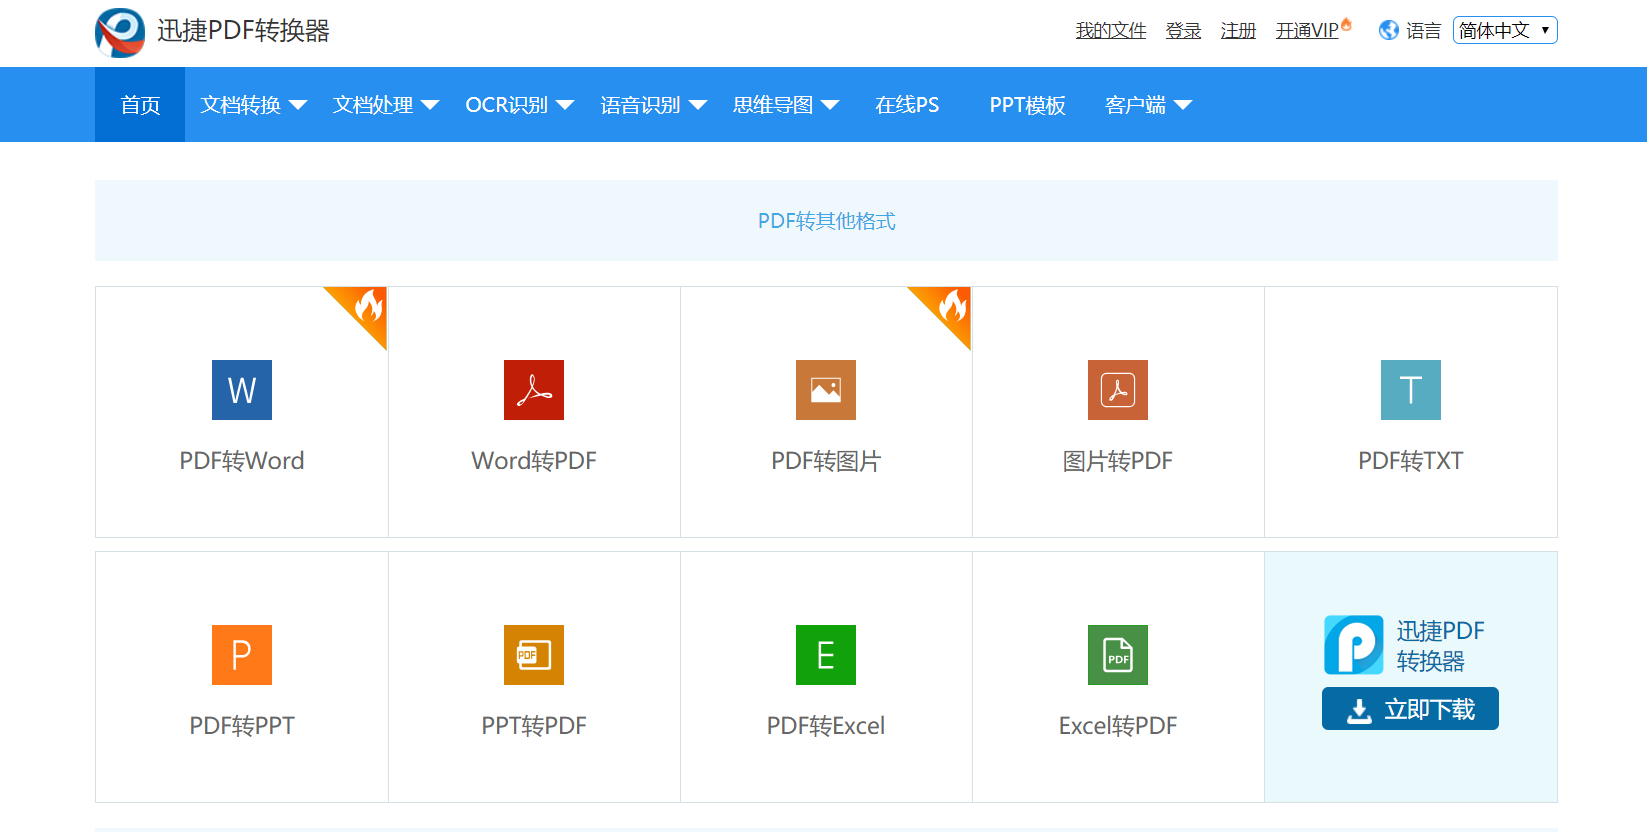 迅捷PDF转换器
我的文件 登录 注册 开通VIP 语言 简体中文
首页 文档转换 文档处理 OCR识别 语音识别 思维导图 在线PS PPT模板 客户端
PDF转其他格式
W
T
PDF转Word Word转PDF PDF转图片 图片转PDF PDF转TXT
P
PDF
E
PDF
PDF转PPT PPT转PDF PDF转Excel Excel转PDF
迅捷PDF
转换器
立即下载